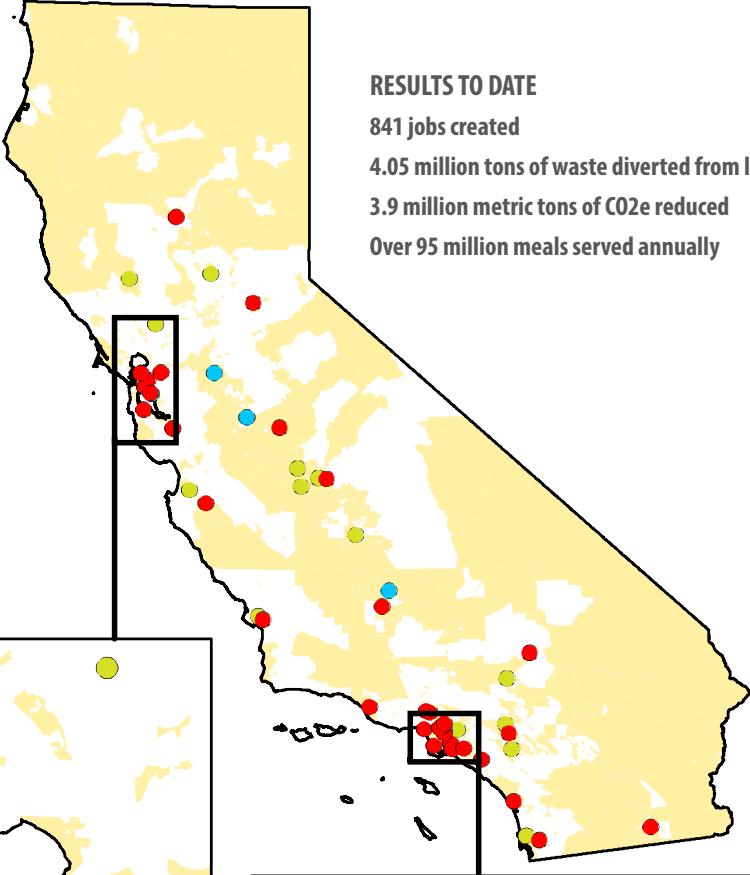 RESULTS TO DATE
841 jobs created
4.05 million tons of waste diverted from
3.9 million metric tons of CO2e reduced
Over 95 million meals served annually